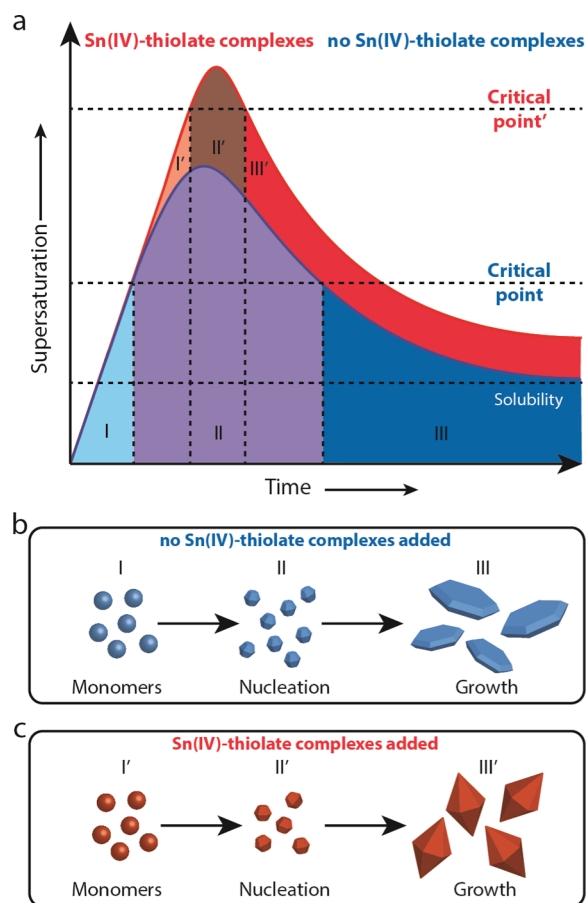 a
Sn(IV)-thiolate complexes
no Sn(IV)-thiolate complexes
Critical
point′
I′
II′
III′
Supersaturation
Critical
point
Solubility
I
II
III
Time
b
no Sn(IV)-thiolate complexes added
I
II
III
Monomers
Nucleation
Growth
c
Sn(IV)-thiolate complexes added
I′
II′
III′
Monomers
Nucleation
Growth